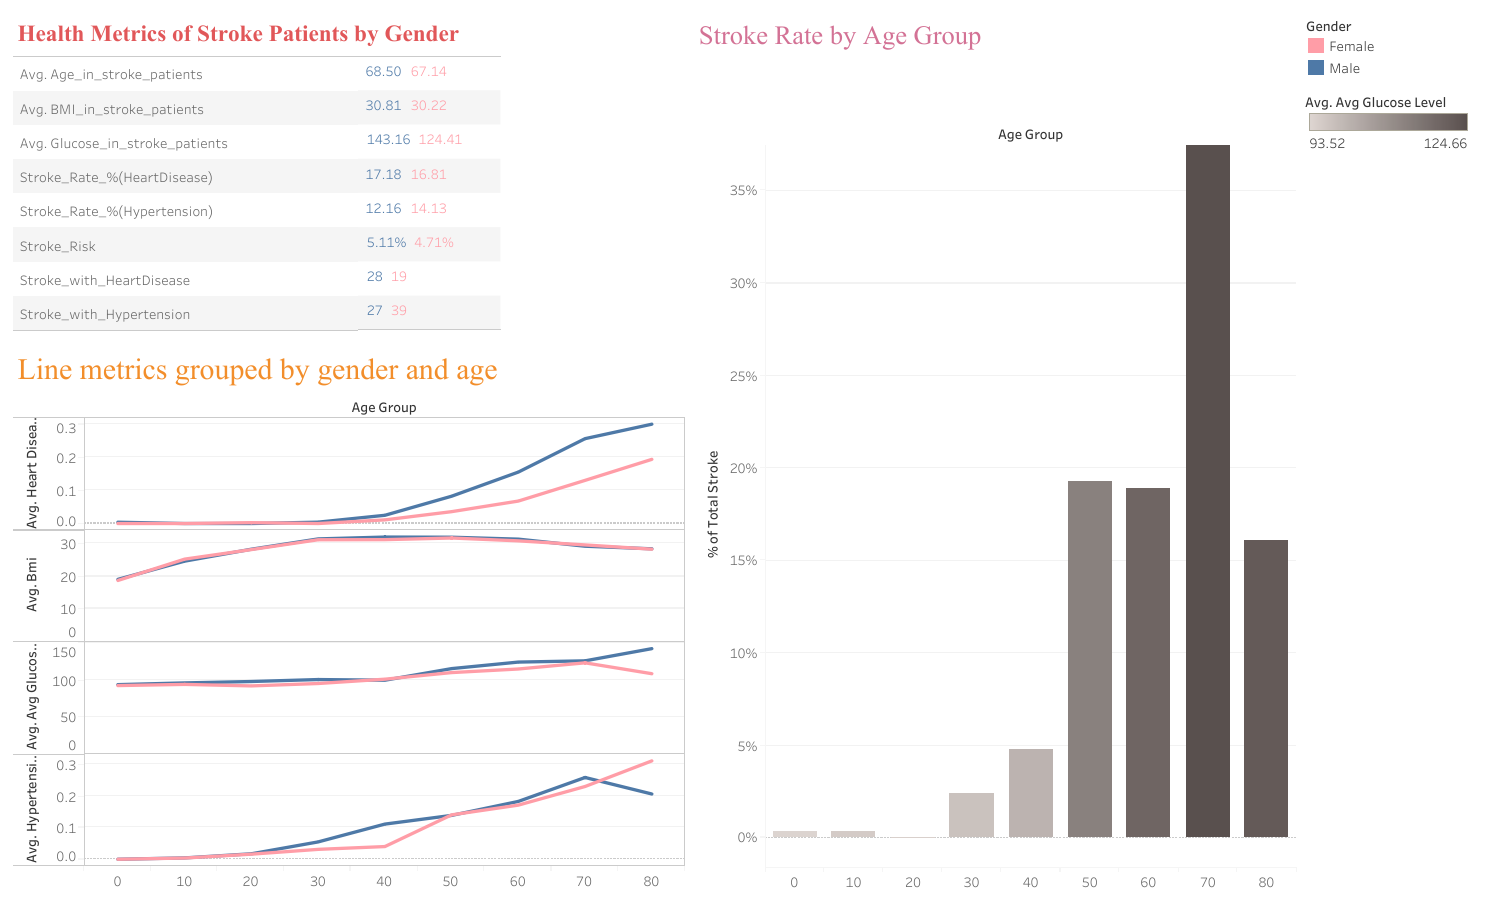 Health Metrics of Stroke Patients by Gender
Avg. Age_in_stroke_patients 68.50 67.14
Avg. BMI_in_stroke_patients 30.81 30.22
Avg. Glucose_in_stroke_patients 143.16 124.41
Stroke_Rate_%(HeartDisease) 17.18 16.81
Stroke_Rate_%(Hypertension) 12.16 14.13
Stroke_Risk 5.11% 4.71%
Stroke_with_HeartDisease 28 19
Stroke_with_Hypertension 27 39
Line metrics grouped by gender and age
Age Group
Avg. Heart Disea..
0.3
0.2
0.1
0.0
Avg. Bmi
30
20
10
0
Avg. Avg Glucos..
150
100
50
0
Avg. Hypertensi..
0.3
0.2
0.1
0.0
0 10 20 30 40 50 60 70 80
Stroke Rate by Age Group
Age Group
% of Total Stroke
35%
30%
25%
20%
15%
10%
5%
0%
0 10 20 30 40 50 60 70 80
Gender
Female
Male
Avg. Avg Glucose Level
93.52 124.66